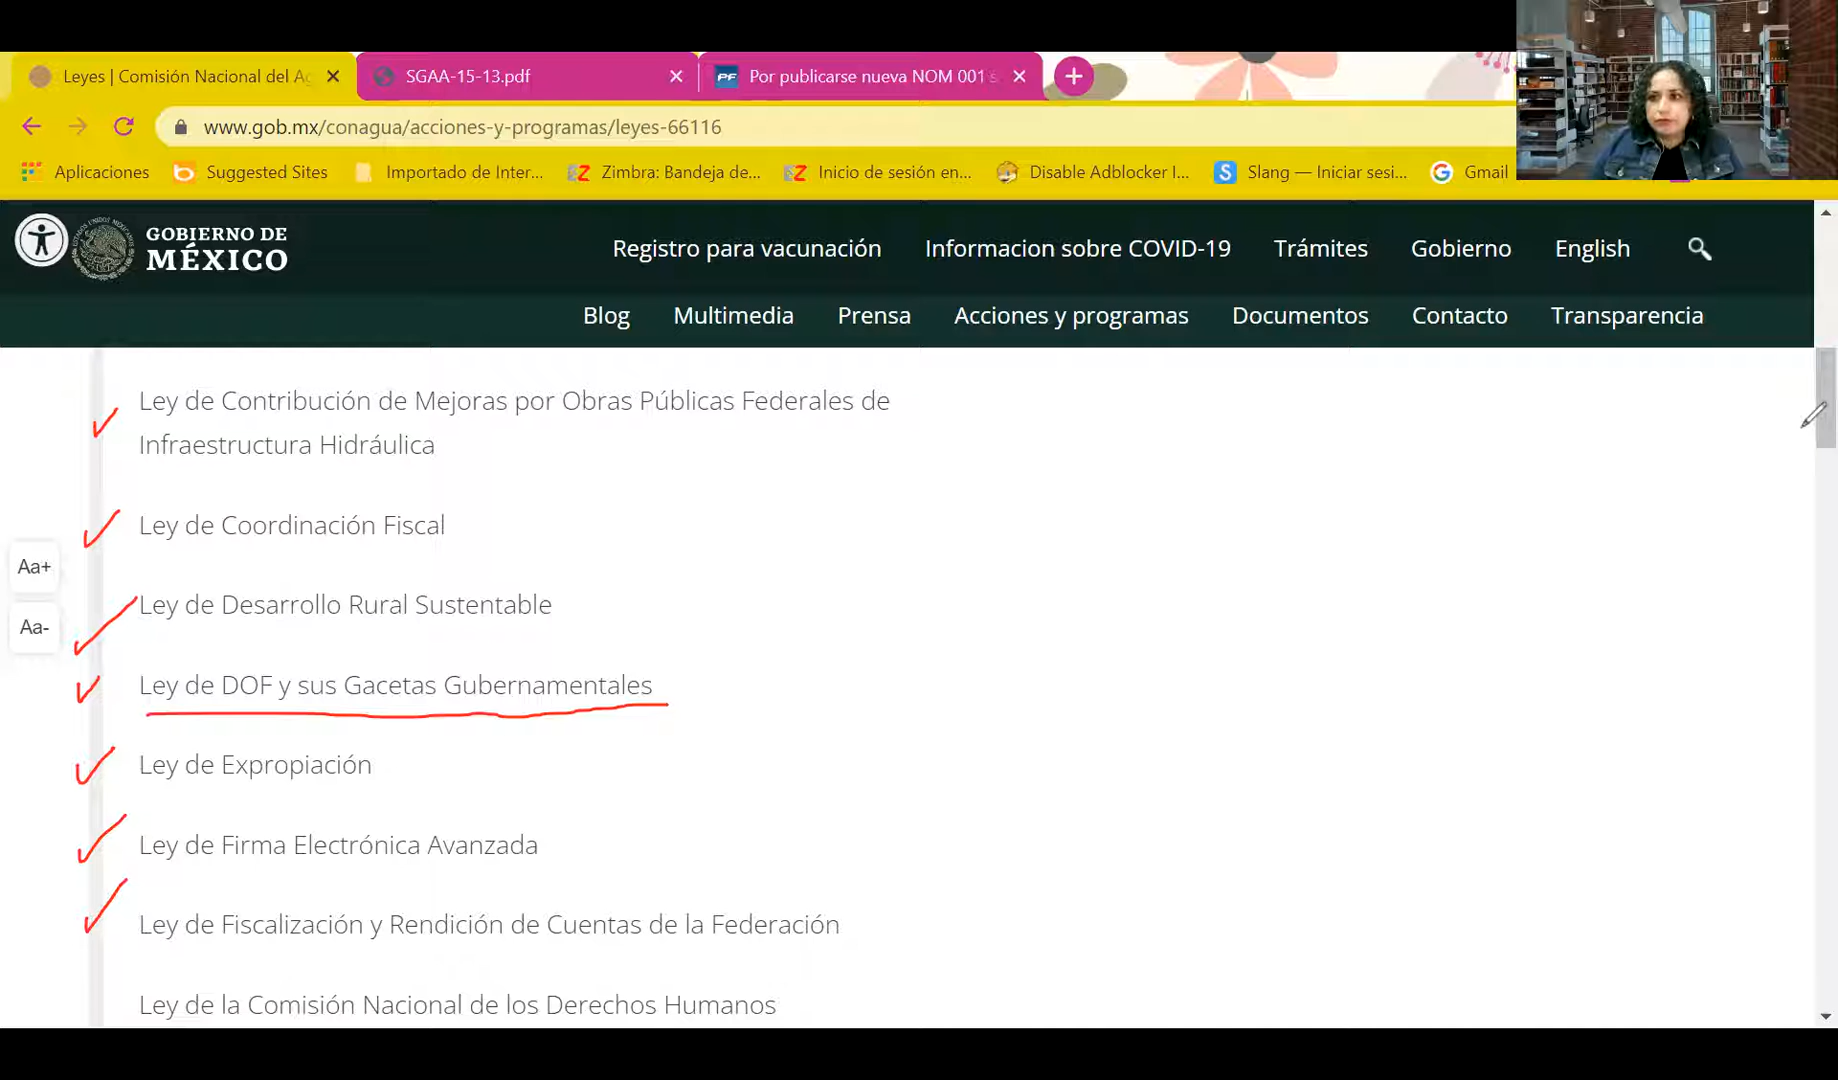 Leyes | Comisión Nacional del Ag
SGAA-15-13.pdf
PF Por publicarse nueva NOM 001 s
www.gob.mx/conagua/acciones-y-programas/leyes-66116
Aplicaciones
Suggested Sites
Importado de Inter...
Zimbra: Bandeja de...
Inicio de sesión en...
Disable Adblocker I...
S Slang — Iniciar sesi...
G Gmail
GOBIERNO DE
MÉXICO
Registro para vacunación
Informacion sobre COVID-19
Trámites
Gobierno
English
Blog
Multimedia
Prensa
Acciones y programas
Documentos
Contacto
Transparencia
Ley de Contribución de Mejoras por Obras Públicas Federales de
Infraestructura Hidráulica
Ley de Coordinación Fiscal
Aa+
Ley de Desarrollo Rural Sustentable
Aa-
Ley de DOF y sus Gacetas Gubernamentales
Ley de Expropiación
Ley de Firma Electrónica Avanzada
Ley de Fiscalización y Rendición de Cuentas de la Federación
Ley de la Comisión Nacional de los Derechos Humanos